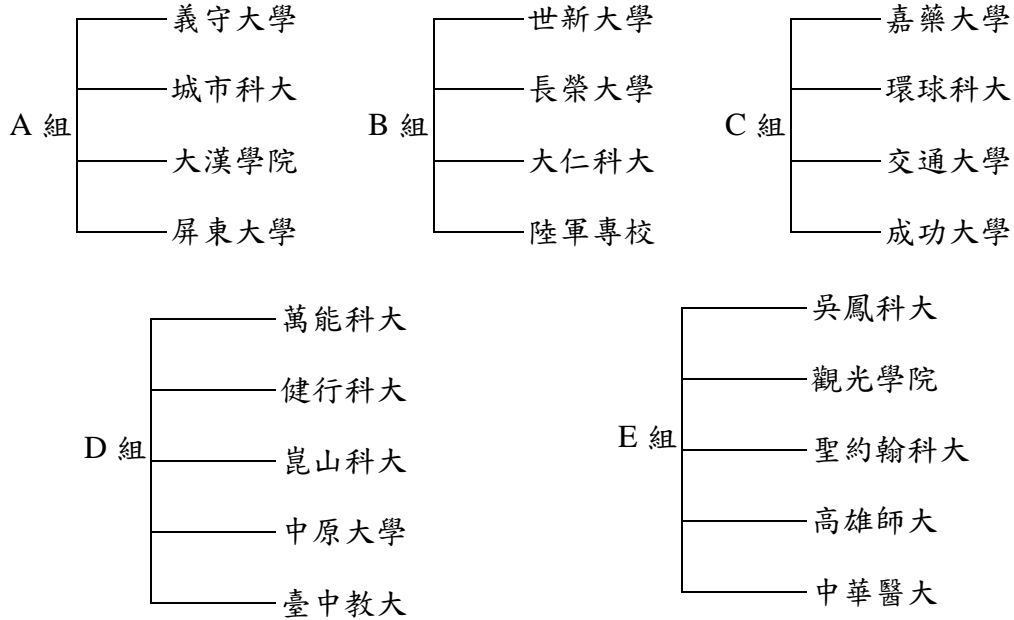 A 組
義守大學
城市科大
大漢學院
屏東大學
B 組
世新大學
長榮大學
大仁科大
陸軍專校
C 組
嘉藥大學
環球科大
交通大學
成功大學
D 組
萬能科大
健行科大
崑山科大
中原大學
臺中教大
E 組
吳鳳科大
觀光學院
聖約翰科大
高雄師大
中華醫大